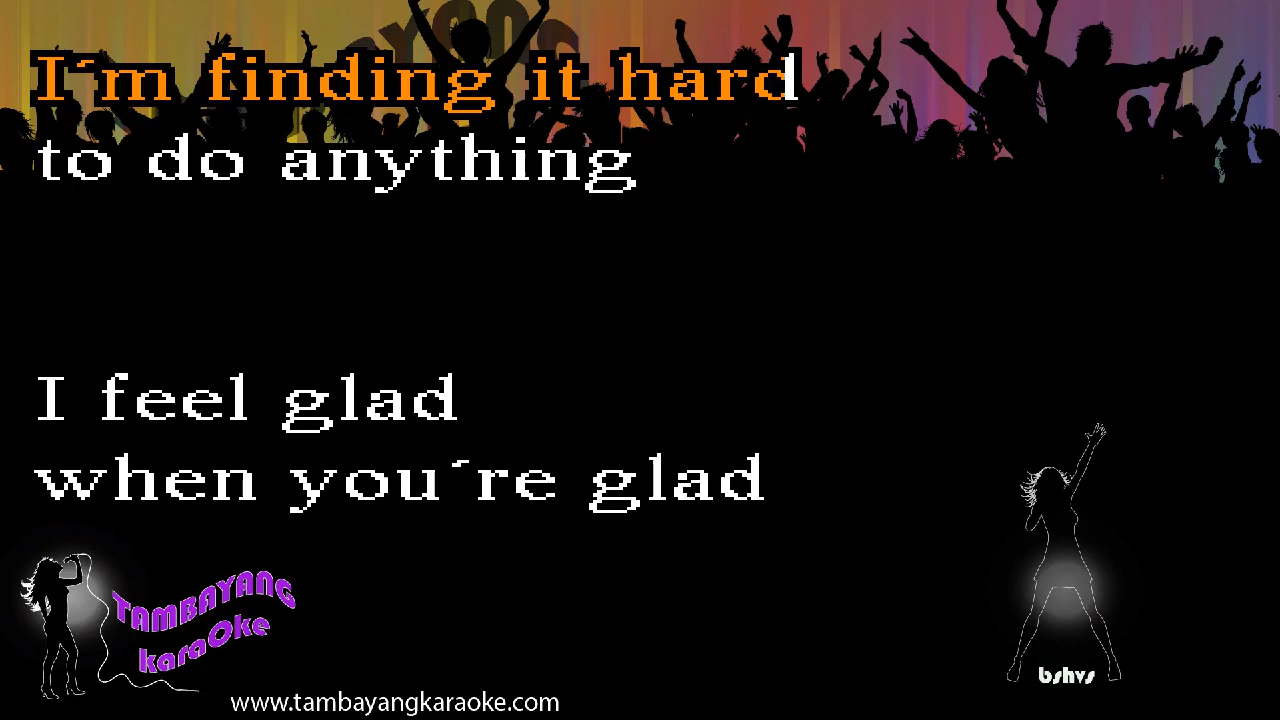 I´m finding it hard
to do anything
I feel glad
when you´re glad
TAMBAYANG
karaOke
bshvs
www.tambayangkaraoke.com